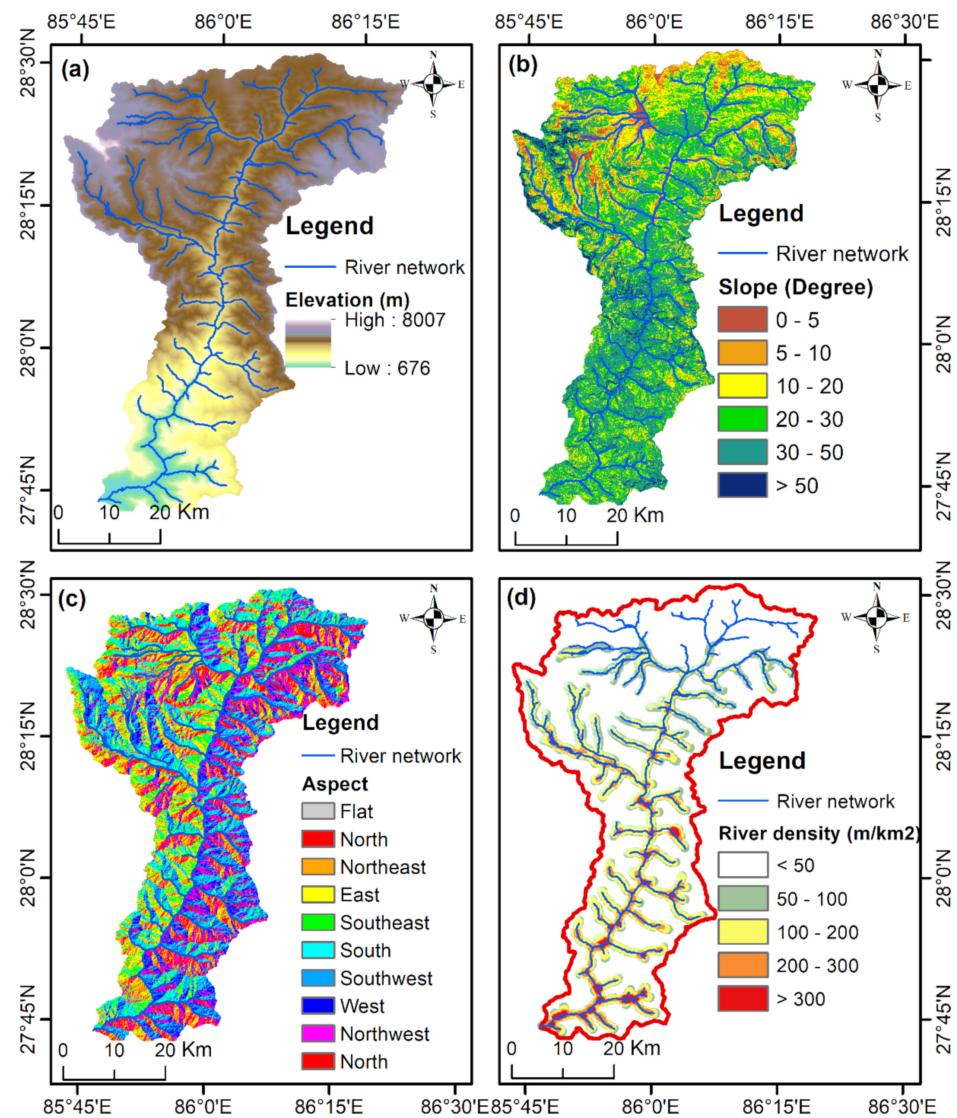 85°45'E 86°0'E 86°15'E 86°0'E 86°15'E 86°30'E
(a)
N
W E
S
28°30'N
28°15'N
28°0'N
27°45'N
Legend
River network
Elevation (m)
High : 8007
Low : 676
0 10 20 Km
(b)
N
W E
S
Legend
River network
Slope (Degree)
0 - 5
5 - 10
10 - 20
20 - 30
30 - 50
> 50
0 10 20 Km
28°30'N
28°15'N
28°0'N
27°45'N
(c)
N
W E
S
28°30'N
28°15'N
28°0'N
27°45'N
Legend
River network
Aspect
Flat
North
Northeast
East
Southeast
South
Southwest
West
Northwest
North
0 10 20 Km
(d)
N
W E
S
Legend
River network
River density (m/km2)
< 50
50 - 100
100 - 200
200 - 300
> 300
0 10 20 Km
28°30'N
28°15'N
28°0'N
27°45'N
85°45'E 86°0'E 86°15'E 86°30'E 85°45'E 86°0'E 86°15'E 86°30'E